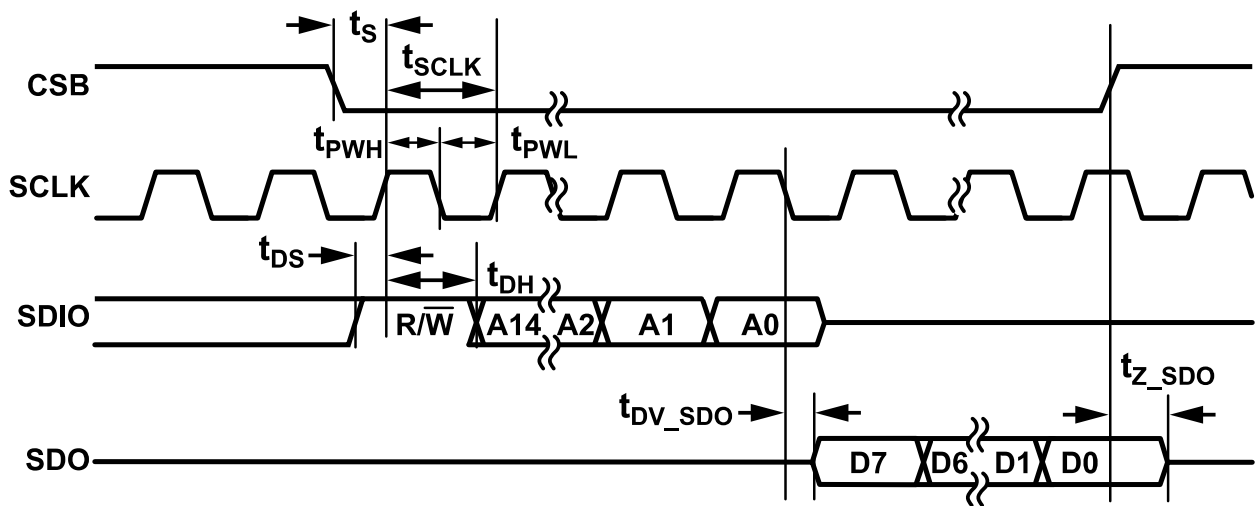 tS
tSCLK
CSB
tPWH
tPWL
SCLK
tDS
tDH
SDIO
R/W̅ A14 A2 A1 A0
tZ_SDO
tDV_SDO
SDO
D7 D6 D1 D0